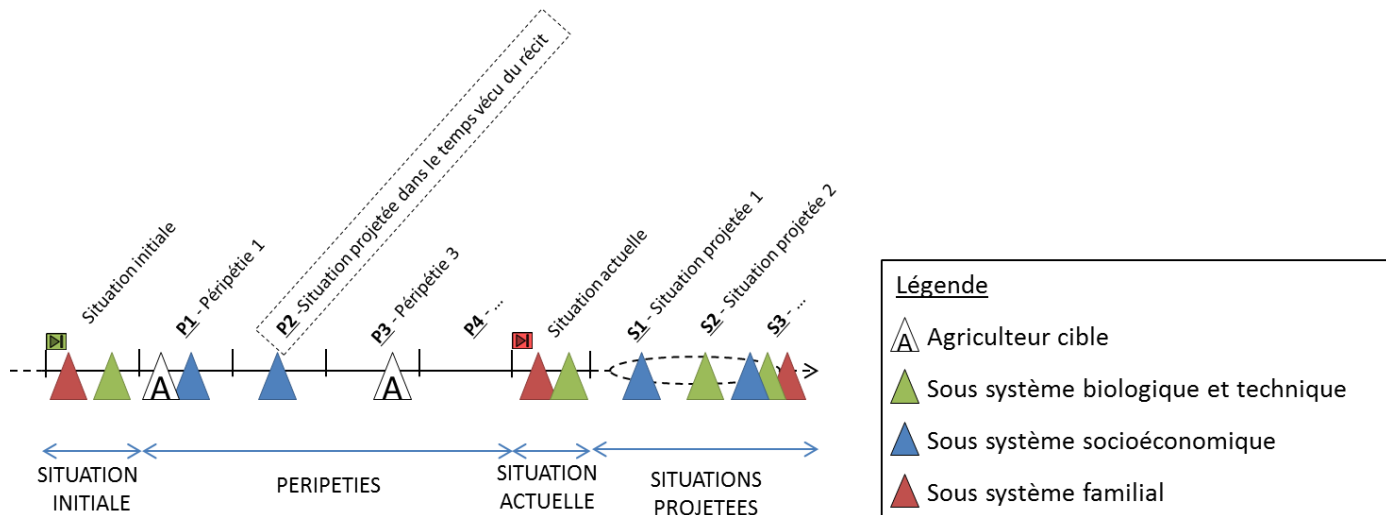 Situation initiale
P1 - Péripétie 1
P2 -Situation projetée dans le temps vécu du récit
P3 - Péripétie 3
P4 - ...
Situation actuelle
S1 - Situation projetée 1
S2 - Situation projetée 2
S3 - ...
A
A
SITUATION
INITIALE
PERIPETIES
SITUATION
ACTUELLE
SITUATIONS
PROJETEES
Légende
A
Agriculteur cible
Sous système biologique et technique
Sous système socioéconomique
Sous système familial